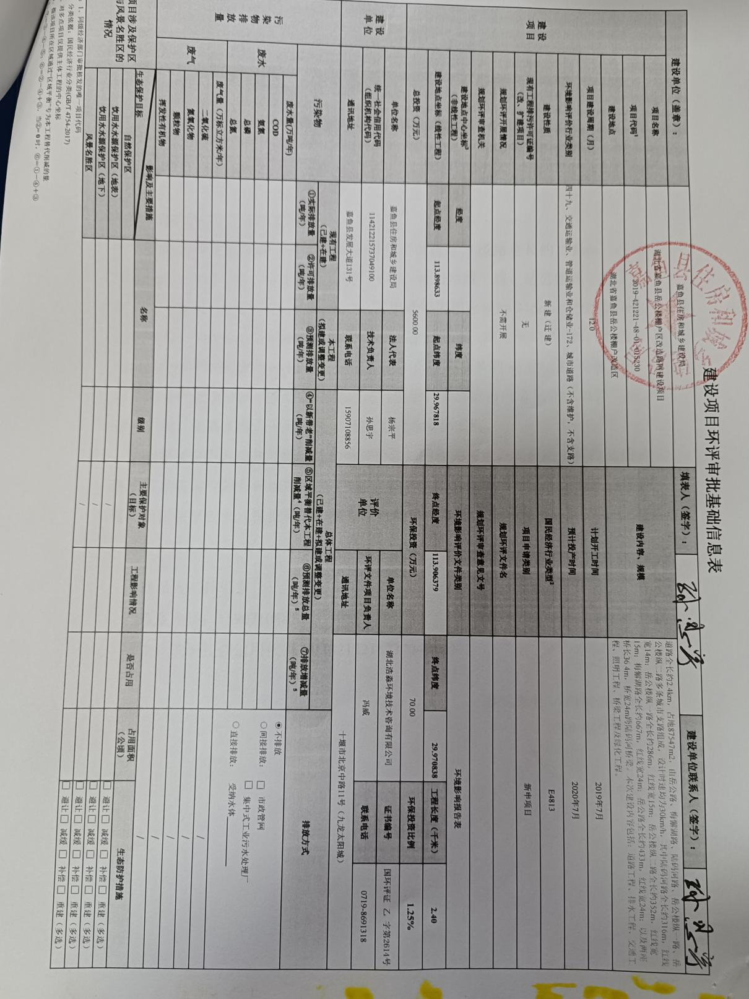 建设项目环评审批基础信息表
建设单位（盖章）：
嘉鱼县住房和城乡建设局
填表人（签字）：
建设单位联系人（签字）：
建设项目
项目名称
湖北省嘉鱼县岳公楼棚户区改造路网建设项目
项目代码1
2019-421221-48-01-015230
建设内容、规模
道路全长约2.4km，占地87547m2，由岳公路、梅懈湖路、陆码河路、岳公楼纵一路、岳
公楼纵二路多条城市支路组成，设计时速均为30km/h，其中陆码河路全长约316m，红线
宽14m；岳公楼纵一路全长约286m，红线宽15m；岳公楼纵二路全长约352m，红线宽
15m；梅懈湖路全长约667m，红线宽24m；岳公路全长约433m，红线宽24m；以及两座
桥长36.4m，桥宽24m跨陆码河桥梁。本次建设内容包括：道路工程、排水工程、交通工
程、照明工程、桥梁工程及绿化工程。
建设地点
湖北省嘉鱼县岳公楼棚户改造区
项目建设周期（月）
12.0
计划开工时间
2019年7月
环境影响评价行业类别
四十九、交通运输业、管道运输业和仓储业-172、城市道路（不含维护，不含支路）
预计投产时间
2020年7月
建设性质
新 建（迁 建）
国民经济行业类型2
E4813
现有工程排污许可证编号
（改、扩建项目）
无
项目申请类别
新申项目
规划环评开展情况
不需开展
规划环评文件名
规划环评审查机关
规划环评审查意见文号
建设地点中心坐标3
（非线性工程）
经度
纬度
环境影响评价文件类别
环境影响报告表
建设地点坐标（线性工程）
起点经度
113.898633
起点纬度
29.967818
终点经度
113.906379
终点纬度
29.970838
工程长度（千米）
2.40
总投资（万元）
5600.00
环保投资（万元）
70.00
环保投资比例
1.25%
建设单位
单位名称
嘉鱼县住房和城乡建设局
法人代表
杨宗平
评价单位
单位名称
湖北浩淼环境技术咨询有限公司
证书编号
国环评证 乙 字第2614号
统一社会信用代码
（组织机构代码）
114212215737049100
技术负责人
孙思宇
环评文件项目负责人
冯威
联系电话
0719-8691318
通讯地址
嘉鱼县发展大道131号
联系电话
15907108856
通讯地址
十堰市北京中路11号（九龙太阳城）
污染物排放量
污染物
现有工程
（已建+在建）
本工程
（拟建或调整变更）
总体工程
（已建+在建+拟建或调整变更）
排放方式
①实际排放量
（吨/年）
②许可排放量
（吨/年）
③预测排放量
（吨/年）
④“以新带老”削减量
（吨/年）
⑤区域平衡替代本工程
削减量4（吨/年）
⑥预测排放总量
（吨/年）5
⑦排放增减量
（吨/年）5
废水
废水量(万吨/年)
COD
氨氮
总磷
总氮
不排放
间接排放： □ 市政管网
□ 集中式工业污水处理厂
直接排放： 受纳水体
废气
废气量（万标立方米/年）
/
二氧化硫
/
氮氧化物
/
颗粒物
/
挥发性有机物
/
项目涉及保护区
与风景名胜区的
情况
影响及主要措施
生态保护目标
名称
级别
主要保护对象
（目标）
工程影响情况
是否占用
占用面积
（公顷）
生态防护措施
自然保护区
□ 避让 □ 减缓 □ 补偿 □ 重建（多选）
饮用水水源保护区（地表）
/
□ 避让 □ 减缓 □ 补偿 □ 重建（多选）
饮用水水源保护区（地下）
/
□ 避让 □ 减缓 □ 补偿 □ 重建（多选）
风景名胜区
/
□ 避让 □ 减缓 □ 补偿 □ 重建（多选）
：1、同级经济部门审批核发的唯一项目代码
分类依据：国民经济行业分类(GB/T 4754-2017)
对多点项目仅提供主体工程的中心坐标
项目所在区域通过“区域平衡”专为本工程替代削减的量
⑦=③-④-⑤，⑥=②-④+③，当②=0时，⑥=①-④+③